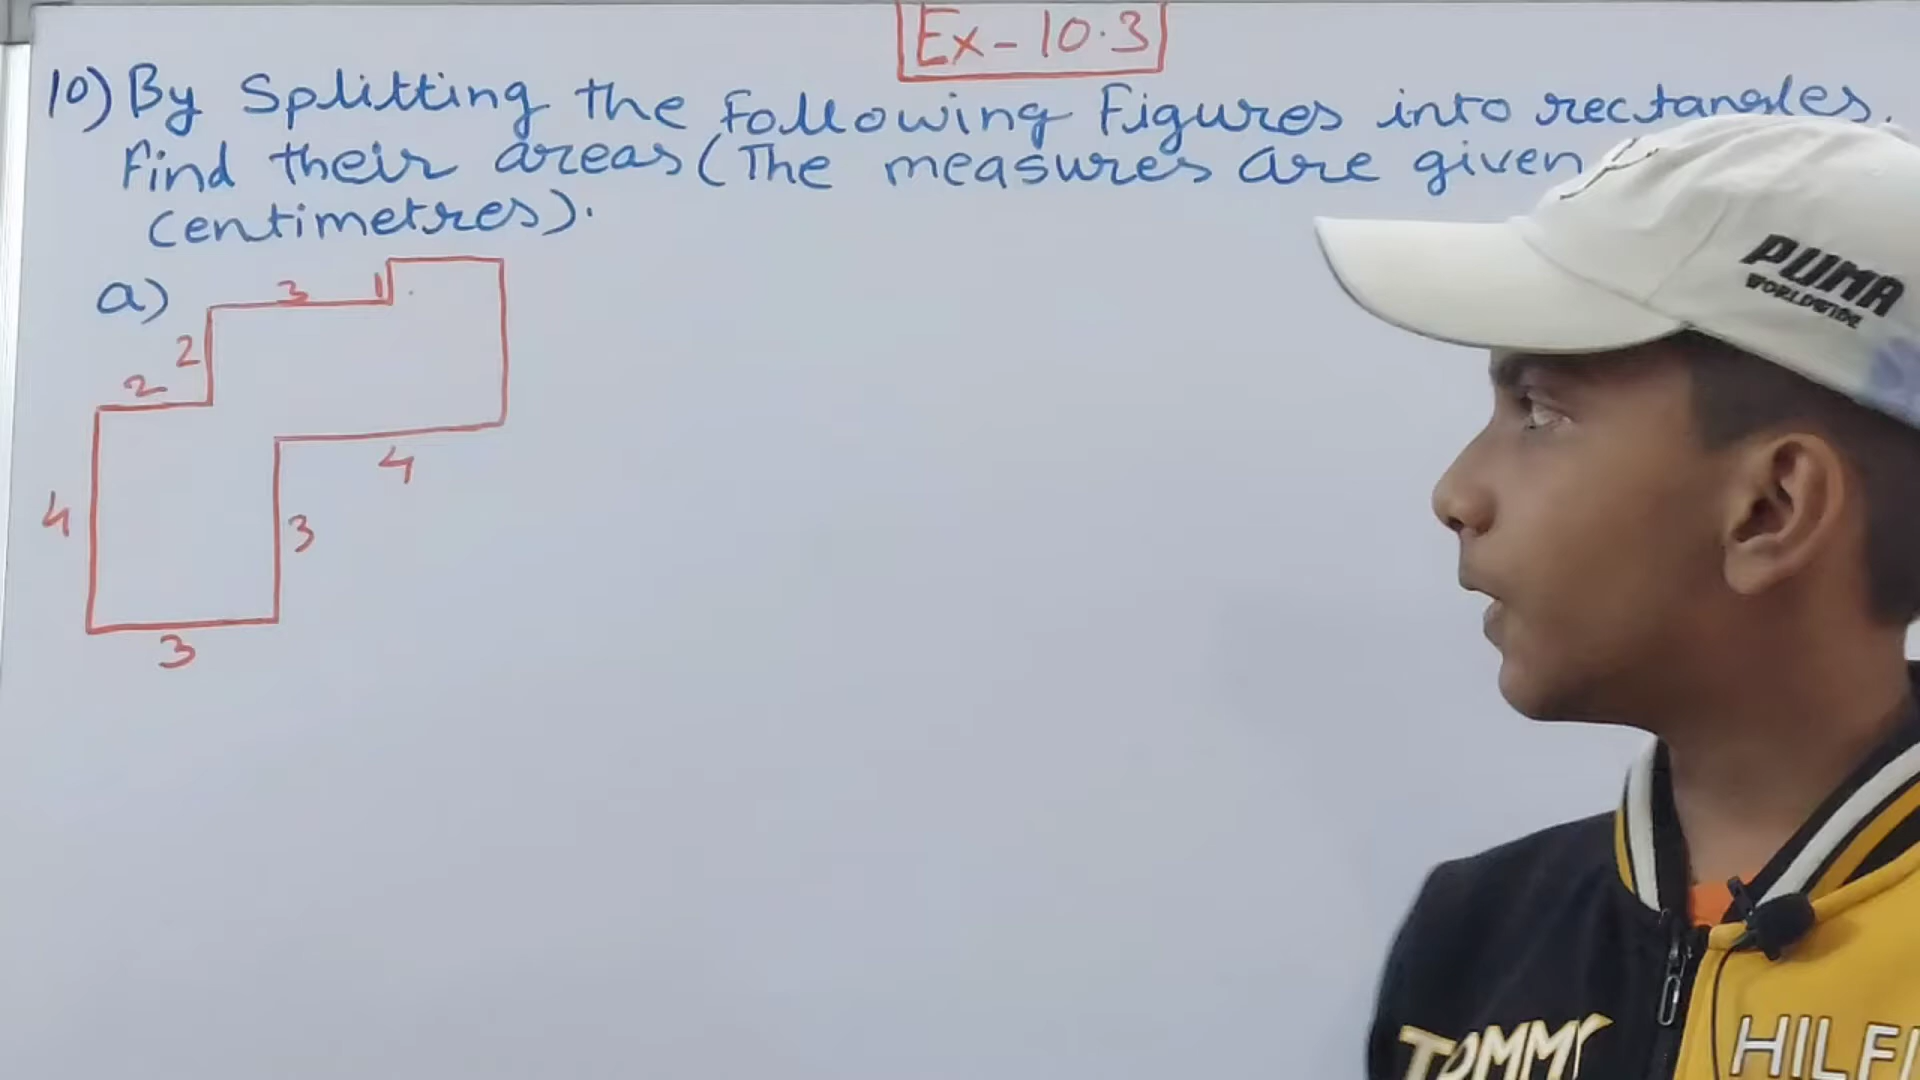 Ex-10.3
10) By Splitting the Following Figures into rectangles.
Find their areas (The measures are given
Centimetres).
a)
3
1
2
2
4
4
3
3
PUMA
WORLDWIDE
TOMMY
HILFI